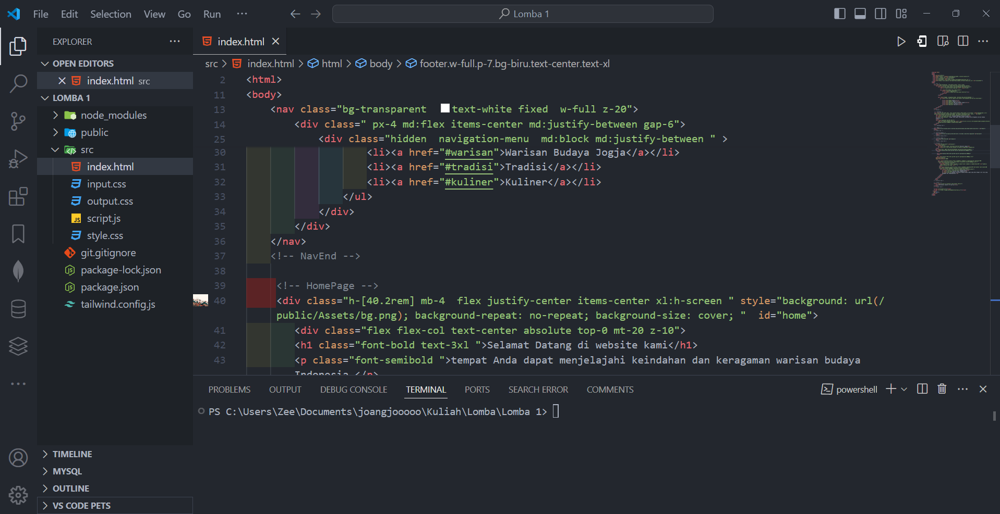 File Edit Selection View Go Run ···
Lomba 1
EXPLORER ···
OPEN EDITORS
index.html src
LOMBA 1
node_modules
public
src
index.html
input.css
output.css
script.js
style.css
git.gitignore
package-lock.json
package.json
tailwind.config.js
TIMELINE
MYSQL
OUTLINE
VS CODE PETS
index.html
src > index.html > html > body > footer.w-full.p-7.bg-biru.text-center.text-xl
2 <html>
11 <body>
13 <nav class="bg-transparent text-white fixed w-full z-20">
14 <div class=" px-4 md:flex items-center md:justify-between gap-6">
25 <div class="hidden navigation-menu md:block md:justify-between " >
30 <li><a href="#warisan">Warisan Budaya Jogja</a></li>
31 <li><a href="#tradisi">Tradisi</a></li>
32 <li><a href="#kuliner">Kuliner</a></li>
33 </ul>
34 </div>
35 </div>
36 </nav>
37 <!-- NavEnd -->
38
39 <!-- HomePage -->
40 <div class="h-[40.2rem] mb-4 flex justify-center items-center xl:h-screen " style="background: url(/
public/Assets/bg.png); background-repeat: no-repeat; background-size: cover; " id="home">
41 <div class="flex flex-col text-center absolute top-0 mt-20 z-10">
42 <h1 class="font-bold text-3xl ">Selamat Datang di website kami</h1>
43 <p class="font-semibold ">tempat Anda dapat menjelajahi keindahan dan keragaman warisan budaya
Indonesia.</p>
PROBLEMS OUTPUT DEBUG CONSOLE TERMINAL PORTS SEARCH ERROR COMMENTS
powershell
PS C:\Users\Zee\Documents\joangjooooo\Kuliah\Lomba\Lomba 1>